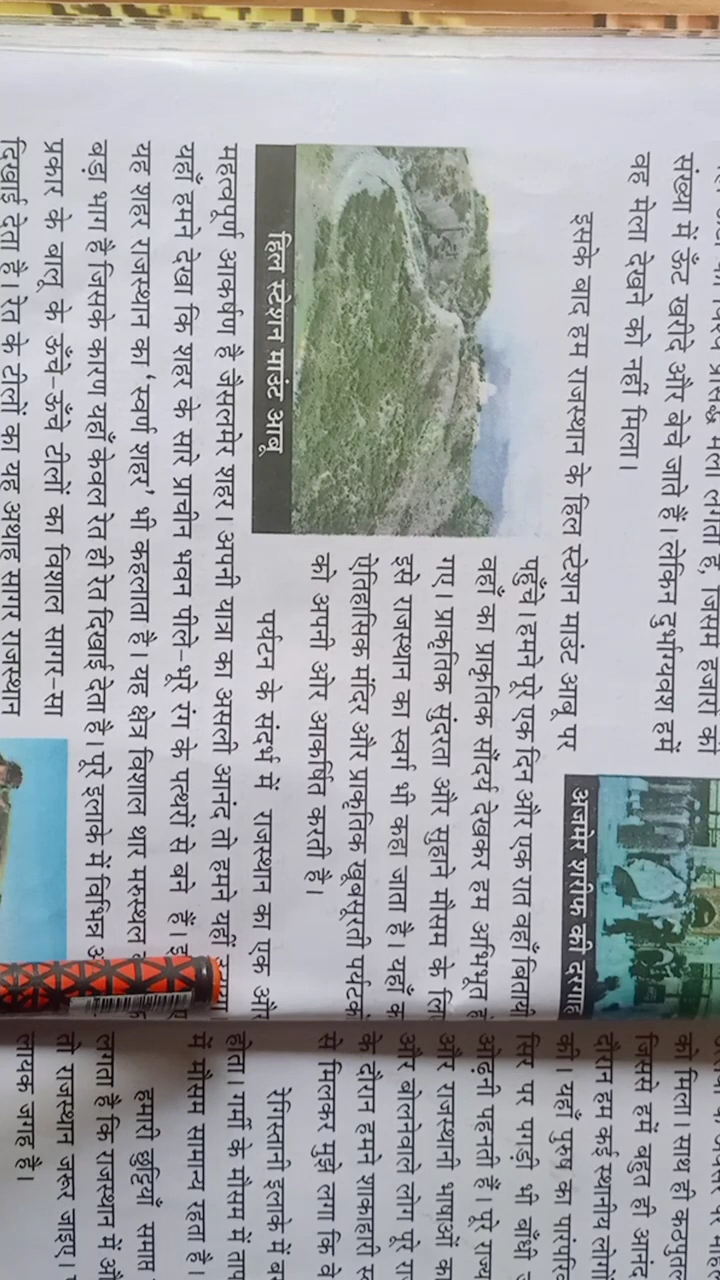 संख्या में ऊँट खरीदे और बेचे जाते हैं। लेकिन दुर्भाग्यवश हमें
वह मेला देखने को नहीं मिला।
अजमेर शरीफ की दरगाह
इसके बाद हम राजस्थान के हिल स्टेशन माउंट आबू पर
पहुँचे। हमने पूरे एक दिन और एक रात वहाँ बितायी
वहाँ का प्राकृतिक सौंदर्य देखकर हम अभिभूत
गए। प्राकृतिक सुंदरता और सुहाने मौसम के
इसे राजस्थान का स्वर्ग भी कहा जाता है। यहाँ
ऐतिहासिक मंदिर और प्राकृतिक खूबसूरती
को अपनी ओर आकर्षित करती है।
हिल स्टेशन माउंट आबू
पर्यटन के संदर्भ में राजस्थान का एक और
महत्वपूर्ण आकर्षण है जैसलमेर शहर। अपनी यात्रा का असली आनंद तो हमने यहीं
यहाँ हमने देखा कि शहर के सारे प्राचीन भवन पीले-भूरे रंग के पत्थरों से बने हैं।
यह शहर राजस्थान का 'स्वर्ण शहर' भी कहलाता है। यह क्षेत्र विशाल थार मरुस्थल
बड़ा भाग है जिसके कारण यहाँ केवल रेत ही रेत दिखाई देता है। पूरे इलाके में विभिन्न
प्रकार के बालू के ऊँचे-ऊँचे टीलों का विशाल सागर-सा
दिखाई देता है। रेत के टीलों का यह अथाह सागर राजस्थान
को मिला। साथ ही
जिससे हमें बहुत ही
दौरान हम कई स्थानीय
की। यहाँ पुरुष का
सिर पर पगड़ी भी
ओढ़नी पहनती हैं। पूरे
और राजस्थानी भाषाओं
और बोलनेवाले लोग पूरे
के दौरान हमने शाकाहारी
से मिलकर मुझे लगा कि
रेगिस्तानी इलाके में
होता। गर्मी के मौसम में
में मौसम सामान्य रहता है।
हमारी छुट्टियाँ समाप्त
लगता है कि राजस्थान में
तो राजस्थान जरूर जाइए।
लायक जगह है।